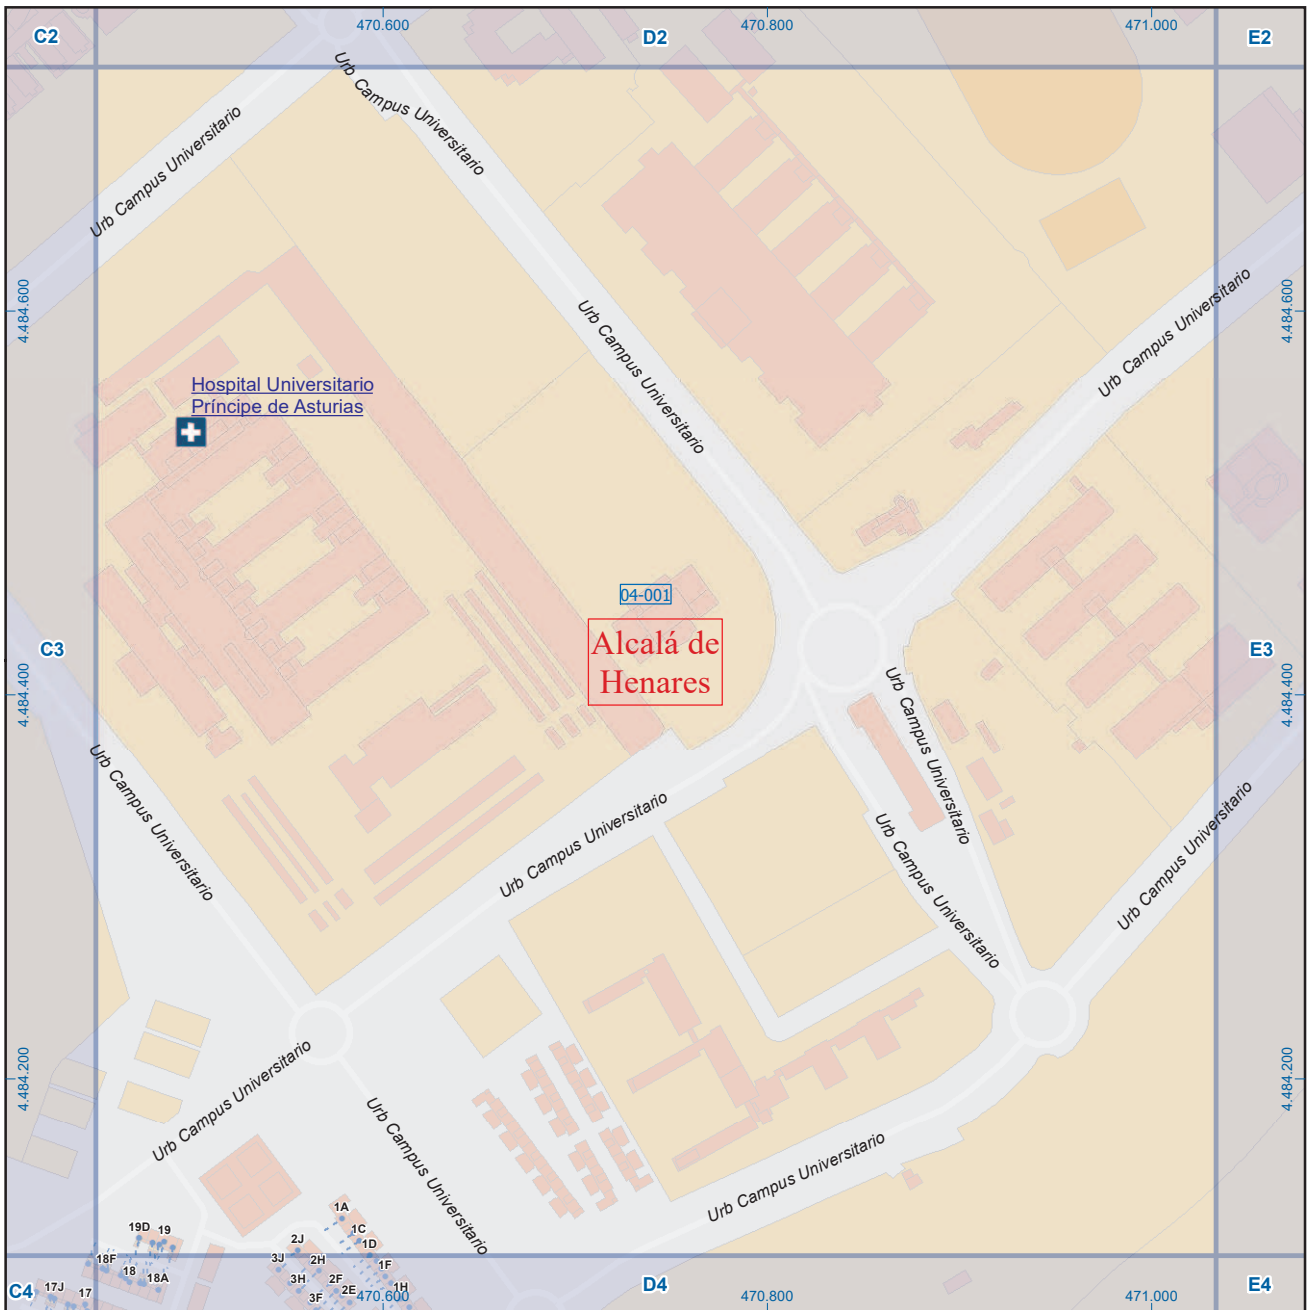 470.600
470.800
471.000
C2
D2
E2
Urb Campus Universitario
Urb Campus Universitario
Urb Campus Universitario
Urb Campus Universitario
4.484.600
4.484.600
Hospital Universitario
Príncipe de Asturias
04-001
Alcalá de
Henares
C3
E3
4.484.400
4.484.400
Urb Campus Universitario
Urb Campus Universitario
Urb Campus Universitario
Urb Campus Universitario
Urb Campus Universitario
4.484.200
4.484.200
Urb Campus Universitario
Urb Campus Universitario
Urb Campus Universitario
1A
19D
19
1C
2J
1D
3J
2H
18F
1F
18
18A
3H
2F
2E
1H
17J
17
3F
C4
D4
E4
470.600
470.800
471.000